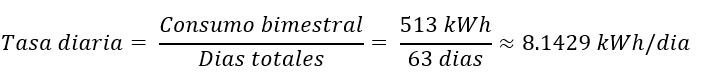 Tasa diaria = Consumo bimestral / Dias totales = 513 kWh / 63 dias ≈ 8.1429 kWh/dia